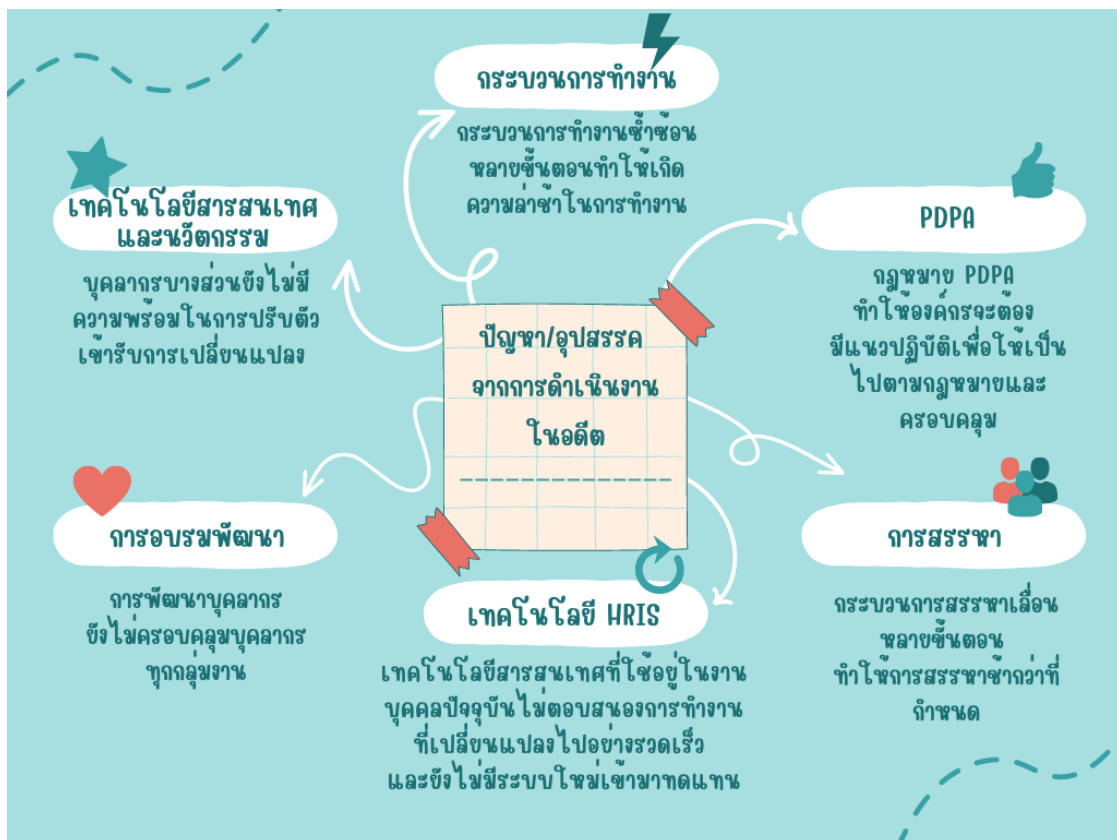 กระบวนการทำงาน
กระบวนการทำงานซ้ำซ้อน
หลายขั้นตอนทำให้เกิด
ความล่าช้าในการทำงาน
เทคโนโลยีสารสนเทศ
และนวัตกรรม
บุคลากรบางส่วนยังไม่มี
ความพร้อมในการปรับตัว
เข้ารับการเปลี่ยนแปลง
PDPA
กฎหมาย PDPA
ทำให้องค์กรจะต้อง
มีแนวปฏิบัติเพื่อให้เป็น
ไปตามกฎหมายและ
ครอบคลุม
ปัญหา/อุปสรรค
จากการดำเนินงาน
ในอดีต
การอบรมพัฒนา
การพัฒนาบุคลากร
ยังไม่ครอบคลุมบุคลากร
ทุกกลุ่มงาน
เทคโนโลยี HRIS
เทคโนโลยีสารสนเทศที่ใช้อยู่ในงาน
บุคคลปัจจุบันไม่ตอบสนองการทำงาน
ที่เปลี่ยนแปลงไปอย่างรวดเร็ว
และยังไม่มีระบบใหม่เข้ามาทดแทน
การสรรหา
กระบวนการสรรหาเลื่อน
หลายขั้นตอน
ทำให้การสรรหาช้ากว่าที่
กำหนด